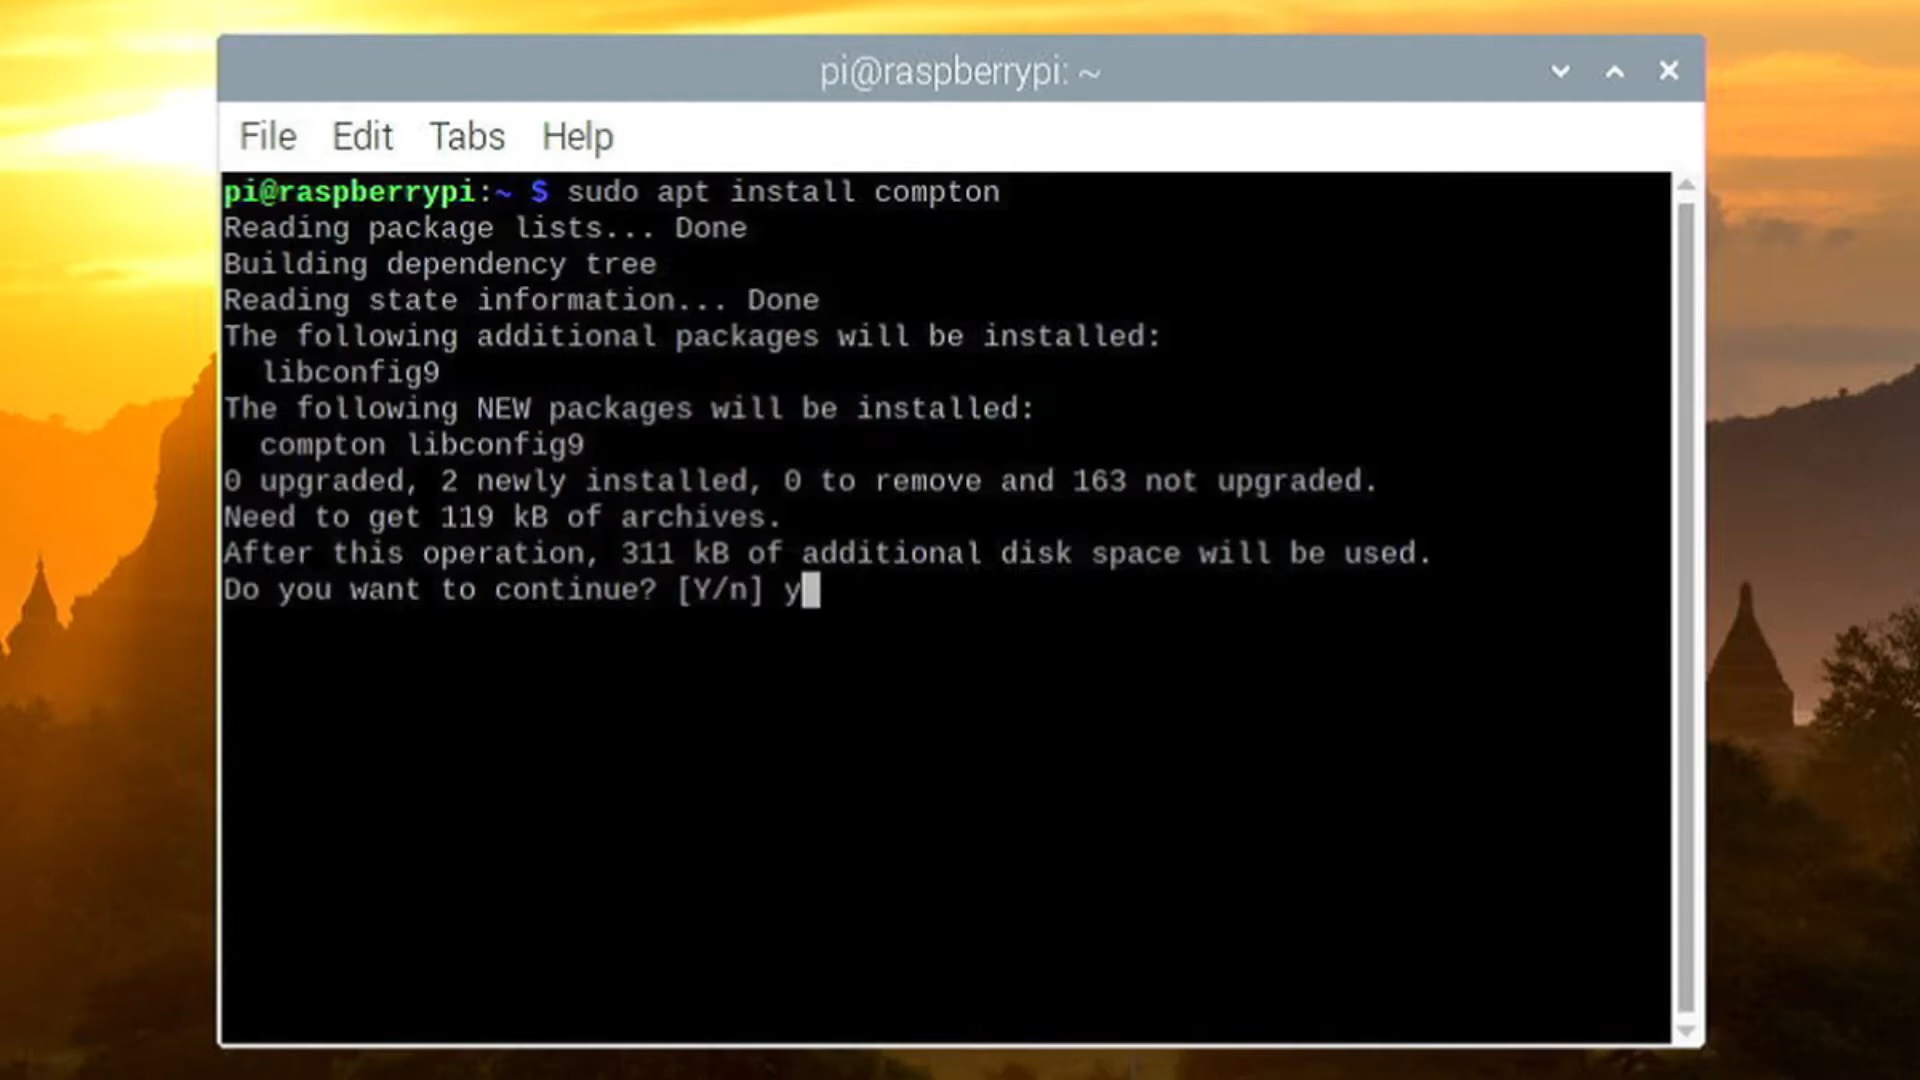 pi@raspberrypi: ~
File Edit Tabs Help
pi@raspberrypi:~ $ sudo apt install compton
Reading package lists... Done
Building dependency tree
Reading state information... Done
The following additional packages will be installed:
  libconfig9
The following NEW packages will be installed:
  compton libconfig9
0 upgraded, 2 newly installed, 0 to remove and 163 not upgraded.
Need to get 119 kB of archives.
After this operation, 311 kB of additional disk space will be used.
Do you want to continue? [Y/n] y